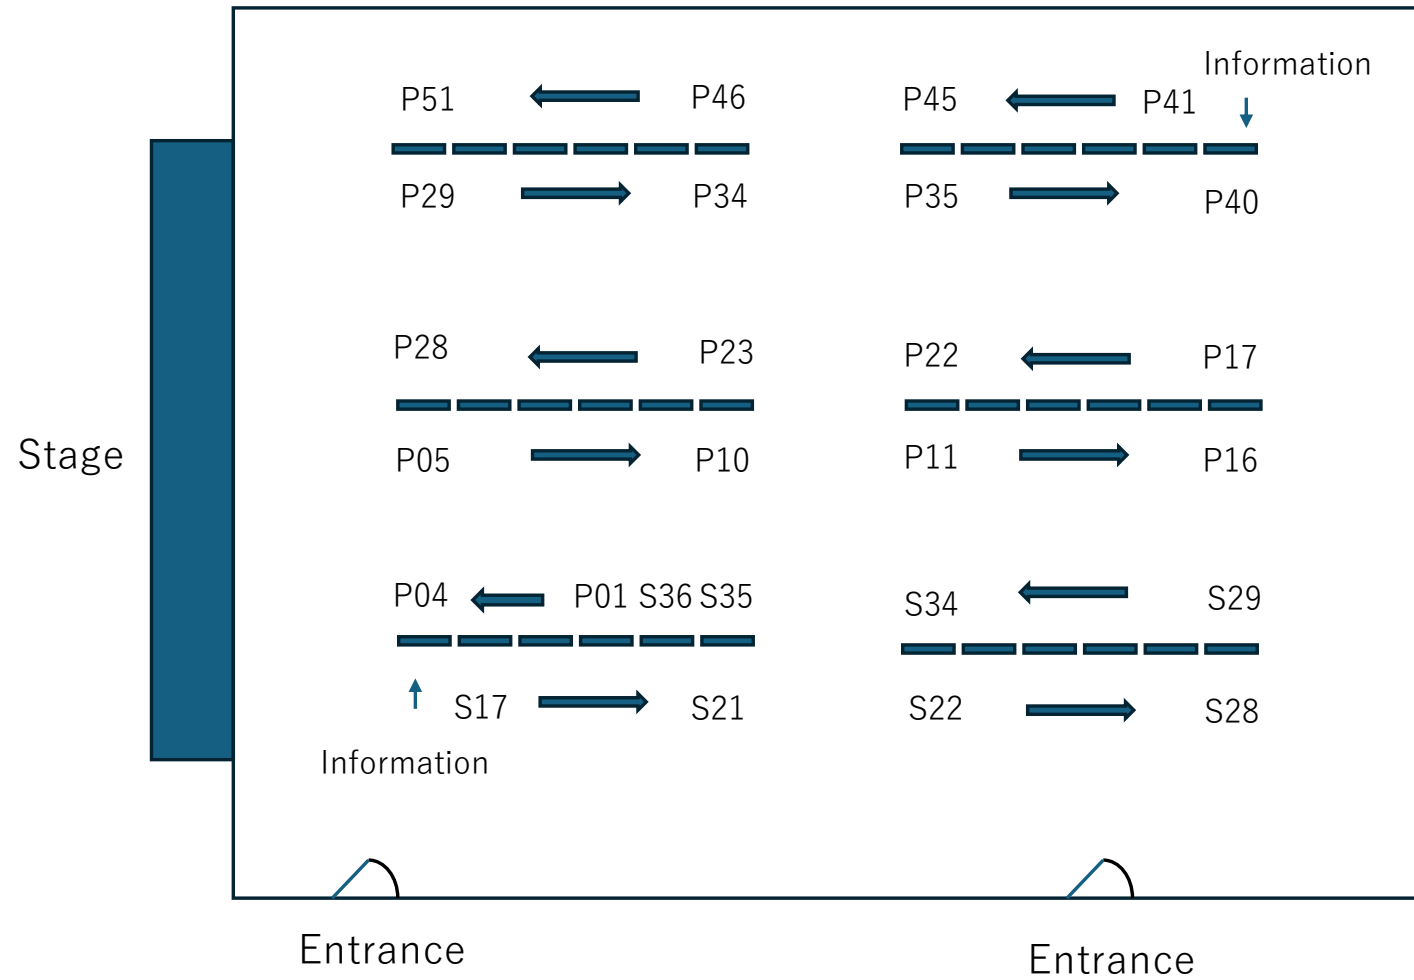 Information
P51 P46 P45 P41
P29 P34 P35 P40
P28 P23 P22 P17
Stage
P05 P10 P11 P16
P04 P01 S36 S35 S34 S29
S17 S21 S22 S28
Information
Entrance Entrance